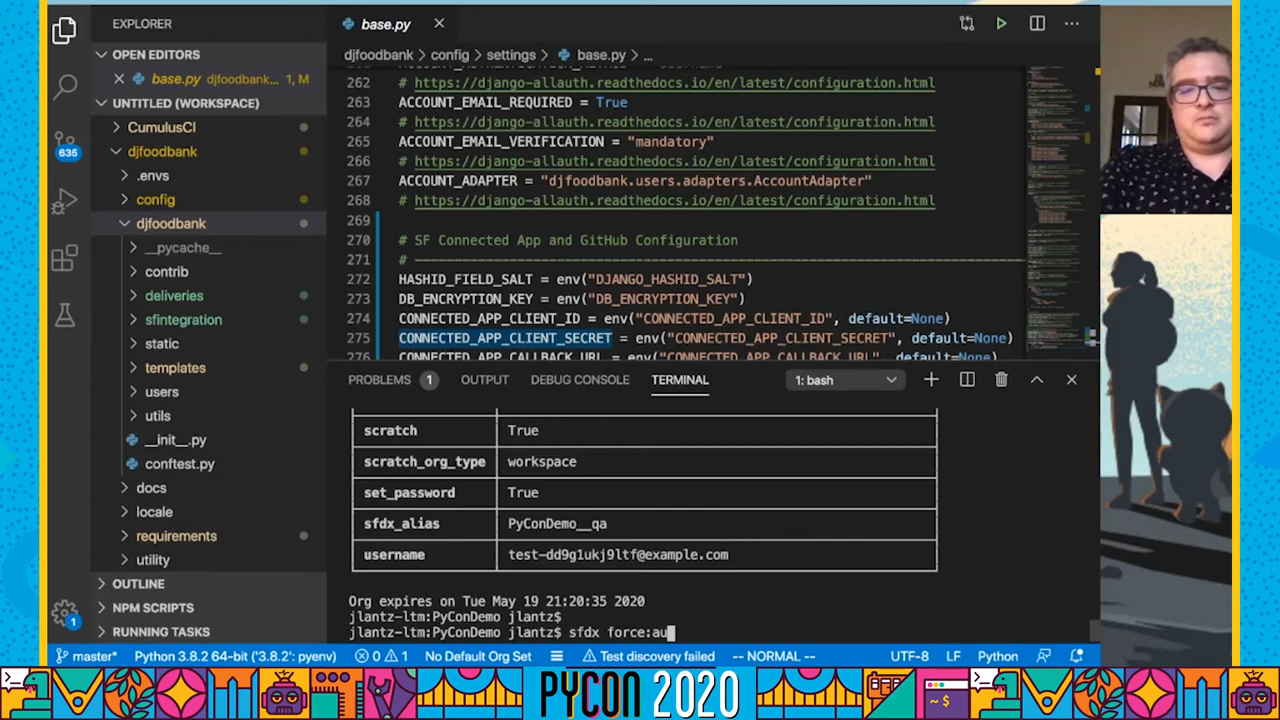 EXPLORER
OPEN EDITORS
base.py djfoodbank... 1, M
UNTITLED (WORKSPACE)
CumulusCI
djfoodbank
.envs
config
djfoodbank
__pycache__
contrib
deliveries
sfintegration
static
templates
users
utils
__init__.py
conftest.py
docs
locale
requirements
utility
OUTLINE
NPM SCRIPTS
RUNNING TASKS
635
1
base.py
djfoodbank > config > settings > base.py > ...
262 # https://django-allauth.readthedocs.io/en/latest/configuration.html
263 ACCOUNT_EMAIL_REQUIRED = True
264 # https://django-allauth.readthedocs.io/en/latest/configuration.html
265 ACCOUNT_EMAIL_VERIFICATION = "mandatory"
266 # https://django-allauth.readthedocs.io/en/latest/configuration.html
267 ACCOUNT_ADAPTER = "djfoodbank.users.adapters.AccountAdapter"
268 # https://django-allauth.readthedocs.io/en/latest/configuration.html
269
270 # SF Connected App and GitHub Configuration
271 # ------------------------------------------------------------------------------
272 HASHID_FIELD_SALT = env("DJANGO_HASHID_SALT")
273 DB_ENCRYPTION_KEY = env("DB_ENCRYPTION_KEY")
274 CONNECTED_APP_CLIENT_ID = env("CONNECTED_APP_CLIENT_ID", default=None)
275 CONNECTED_APP_CLIENT_SECRET = env("CONNECTED_APP_CLIENT_SECRET", default=None)
CONNECTED_APP_CALLBACK_URL = env("CONNECTED_APP_CALLBACK_URL", default=None)
PROBLEMS 1 OUTPUT DEBUG CONSOLE TERMINAL 1: bash
scratch True
scratch_org_type workspace
set_password True
sfdx_alias PyConDemo__qa
username test-dd9g1ukj9ltf@example.com
Org expires on Tue May 19 21:20:35 2020
jlantz-ltm:PyConDemo jlantz$
jlantz-ltm:PyConDemo jlantz$ sfdx force:au
master* Python 3.8.2 64-bit ('3.8.2': pyenv) 0 1 No Default Org Set Test discovery failed -- NORMAL -- UTF-8 LF Python
PYCON 2020
~ $